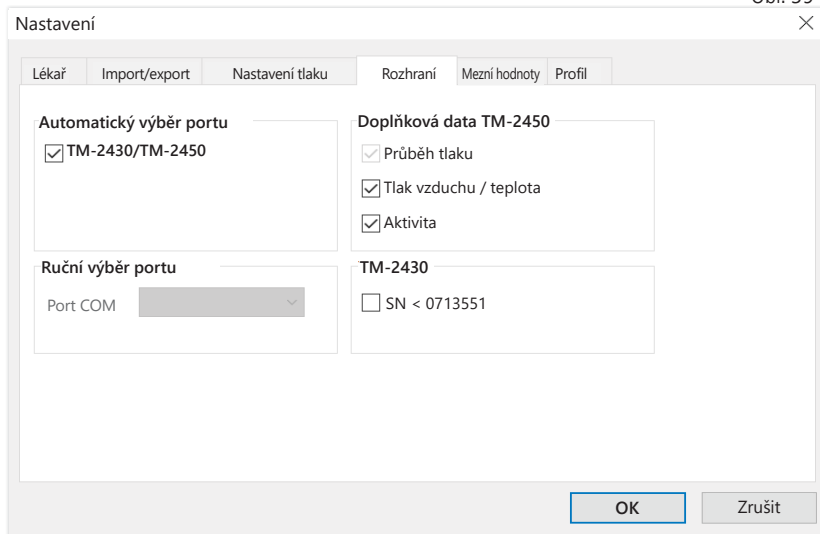 Nastavení
Lékař Import/export Nastavení tlaku Rozhraní Mezní hodnoty Profil
Automatický výběr portu
TM-2430/TM-2450
Doplňková data TM-2450
Průběh tlaku
Tlak vzduchu / teplota
Aktivita
Ruční výběr portu
Port COM
TM-2430
SN < 0713551
OK Zrušit